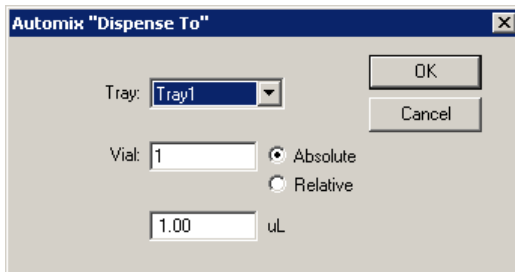 Automix "Dispense To"
Tray: Tray1
OK
Cancel
Vial: 1
Absolute
Relative
1.00 uL